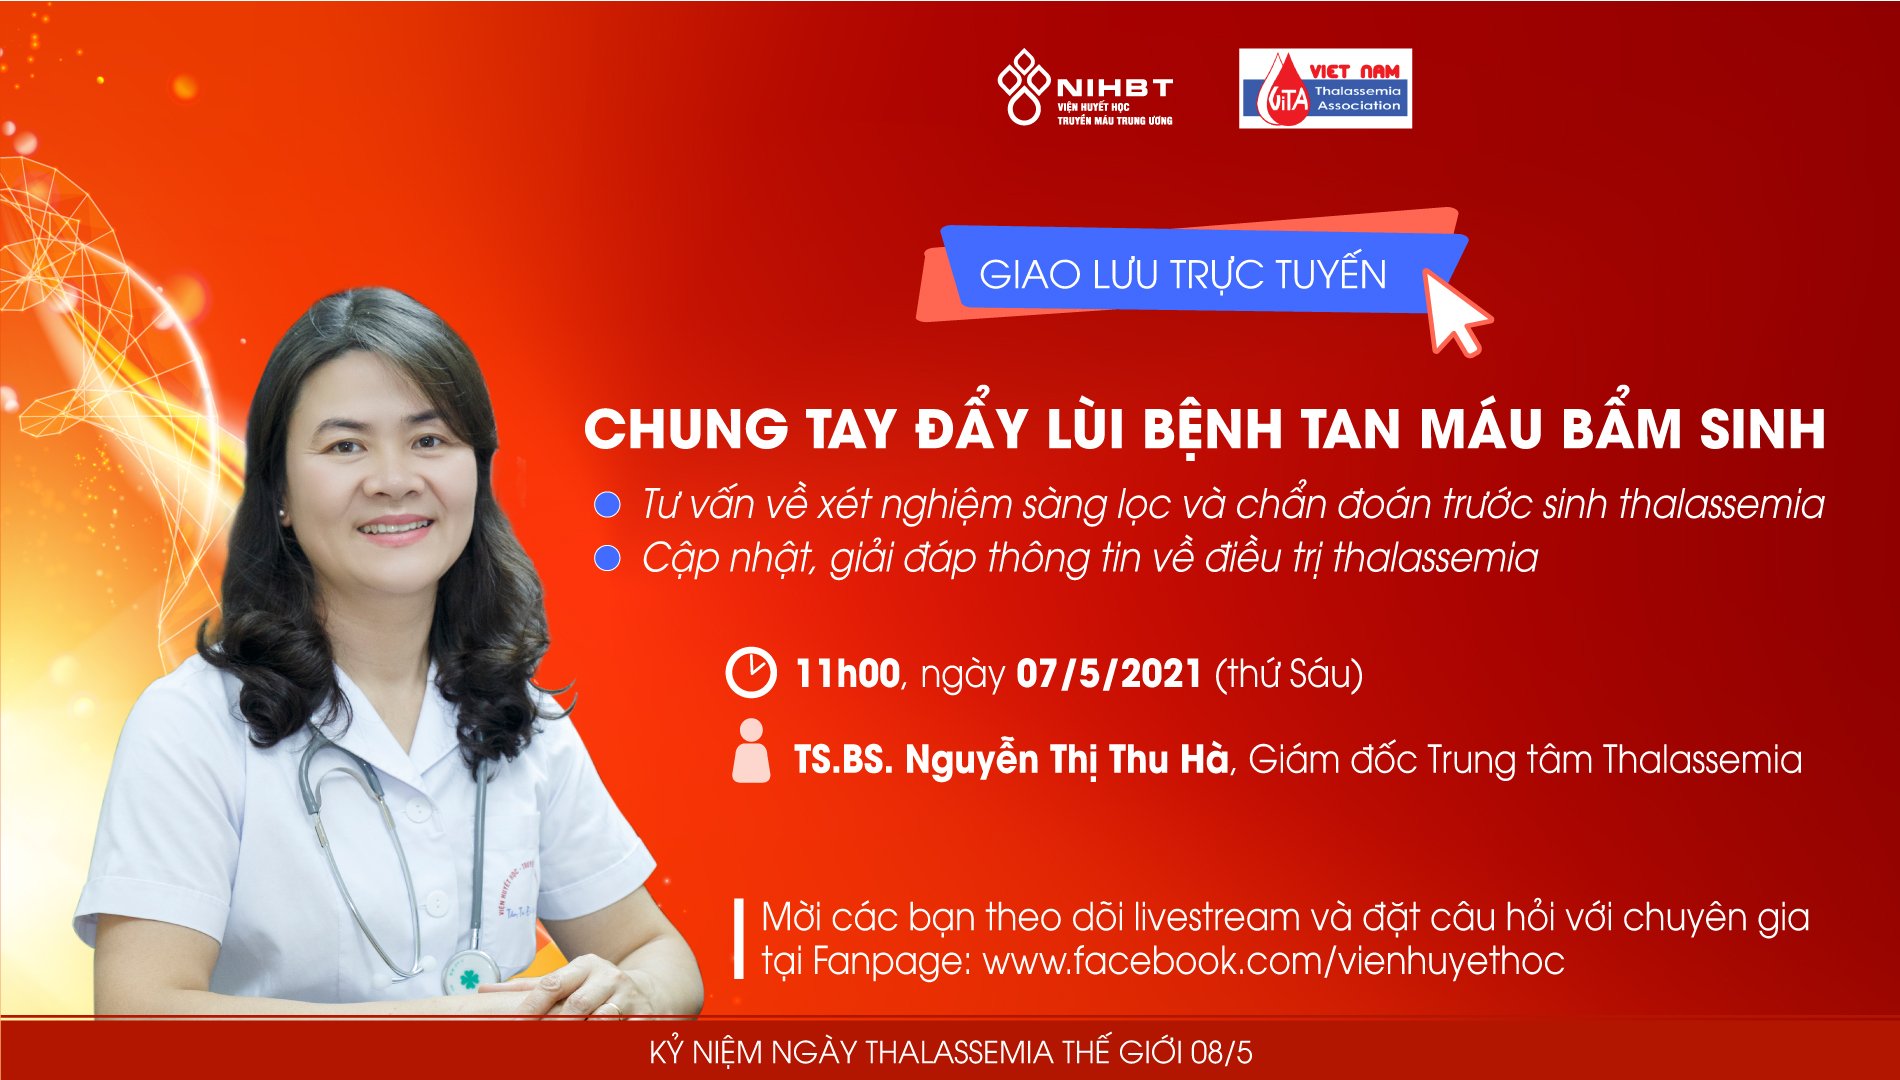 NIHBT
VIỆN HUYẾT HỌC
TRUYỀN MÁU TRUNG ƯƠNG
VIET NAM
Thalassemia
Association
ViTA
GIAO LƯU TRỰC TUYẾN
CHUNG TAY ĐẨY LÙI BỆNH TAN MÁU BẨM SINH
Tư vấn về xét nghiệm sàng lọc và chẩn đoán trước sinh thalassemia
Cập nhật, giải đáp thông tin về điều trị thalassemia
11h00, ngày 07/5/2021 (thứ Sáu)
TS.BS. Nguyễn Thị Thu Hà, Giám đốc Trung tâm Thalassemia
VIỆN HUYẾT HỌC - TRUYỀ
Mời các bạn theo dõi livestream và đặt câu hỏi với chuyên gia
tại Fanpage: www.facebook.com/vienhuyethoc
KỶ NIỆM NGÀY THALASSEMIA THẾ GIỚI 08/5